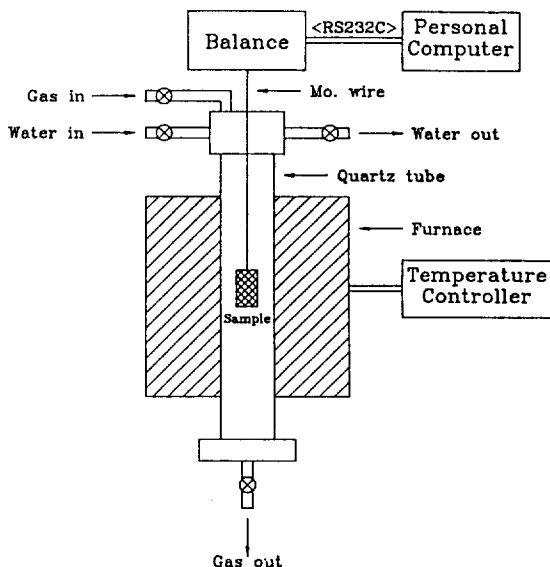 Balance
<RS232C>
Personal
Computer
Gas in
Mo. wire
Water in
Water out
Quartz tube
Furnace
Temperature
Controller
Sample
Gas out